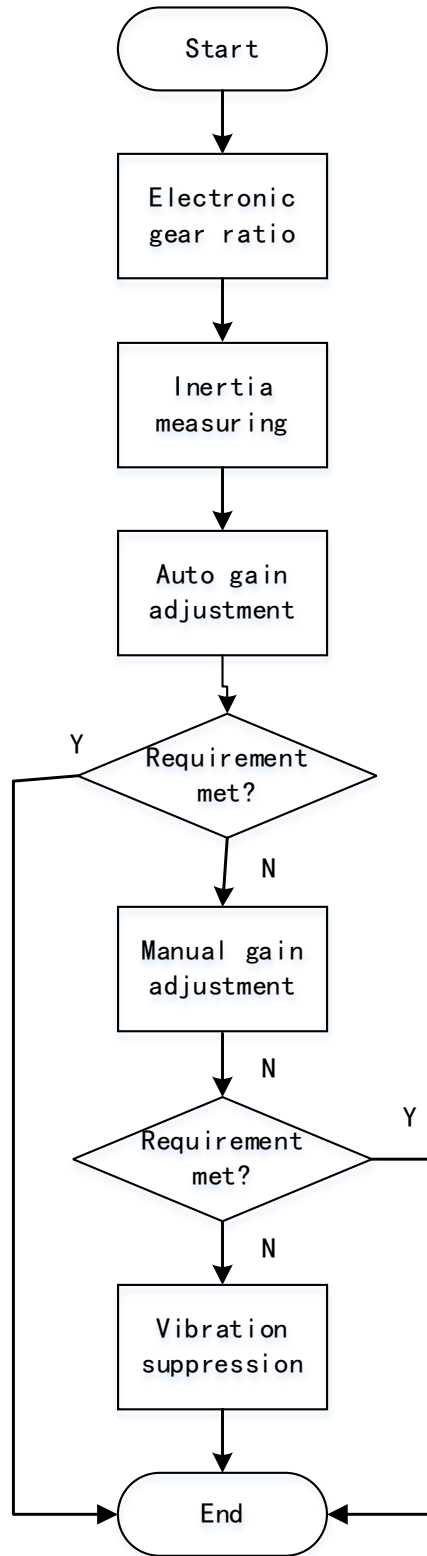 Start
Electronic
gear ratio
Inertia
measuring
Auto gain
adjustment
Y
Requirement
met?
N
Manual gain
adjustment
N
Y
Requirement
met?
N
Vibration
suppression
End